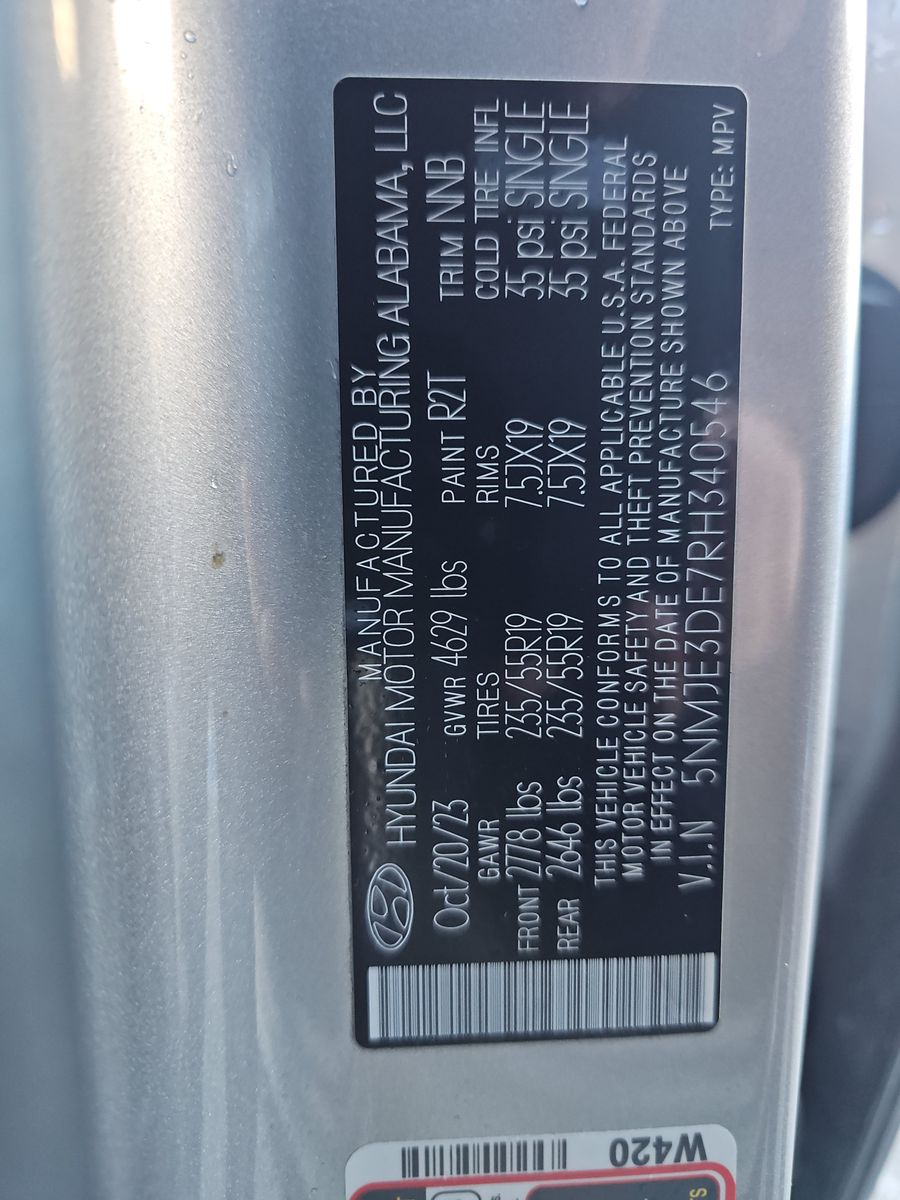 MANUFACTURED BY
HYUNDAI MOTOR MANUFACTURING ALABAMA, LLC
Oct/20/23 GVWR 4629 lbs PAINT R2T TRIM NNB
GAWR TIRES RIMS COLD TIRE INFL
FRONT 2778 lbs 235/55R19 7.5JX19 35 psi SINGLE
REAR 2646 lbs 235/55R19 7.5JX19 35 psi SINGLE
THIS VEHICLE CONFORMS TO ALL APPLICABLE U.S.A. FEDERAL
MOTOR VEHICLE SAFETY AND THEFT PREVENTION STANDARDS
IN EFFECT ON THE DATE OF MANUFACTURE SHOWN ABOVE
V.I.N 5NMJE3DE7RH340546 TYPE: MPV
W420